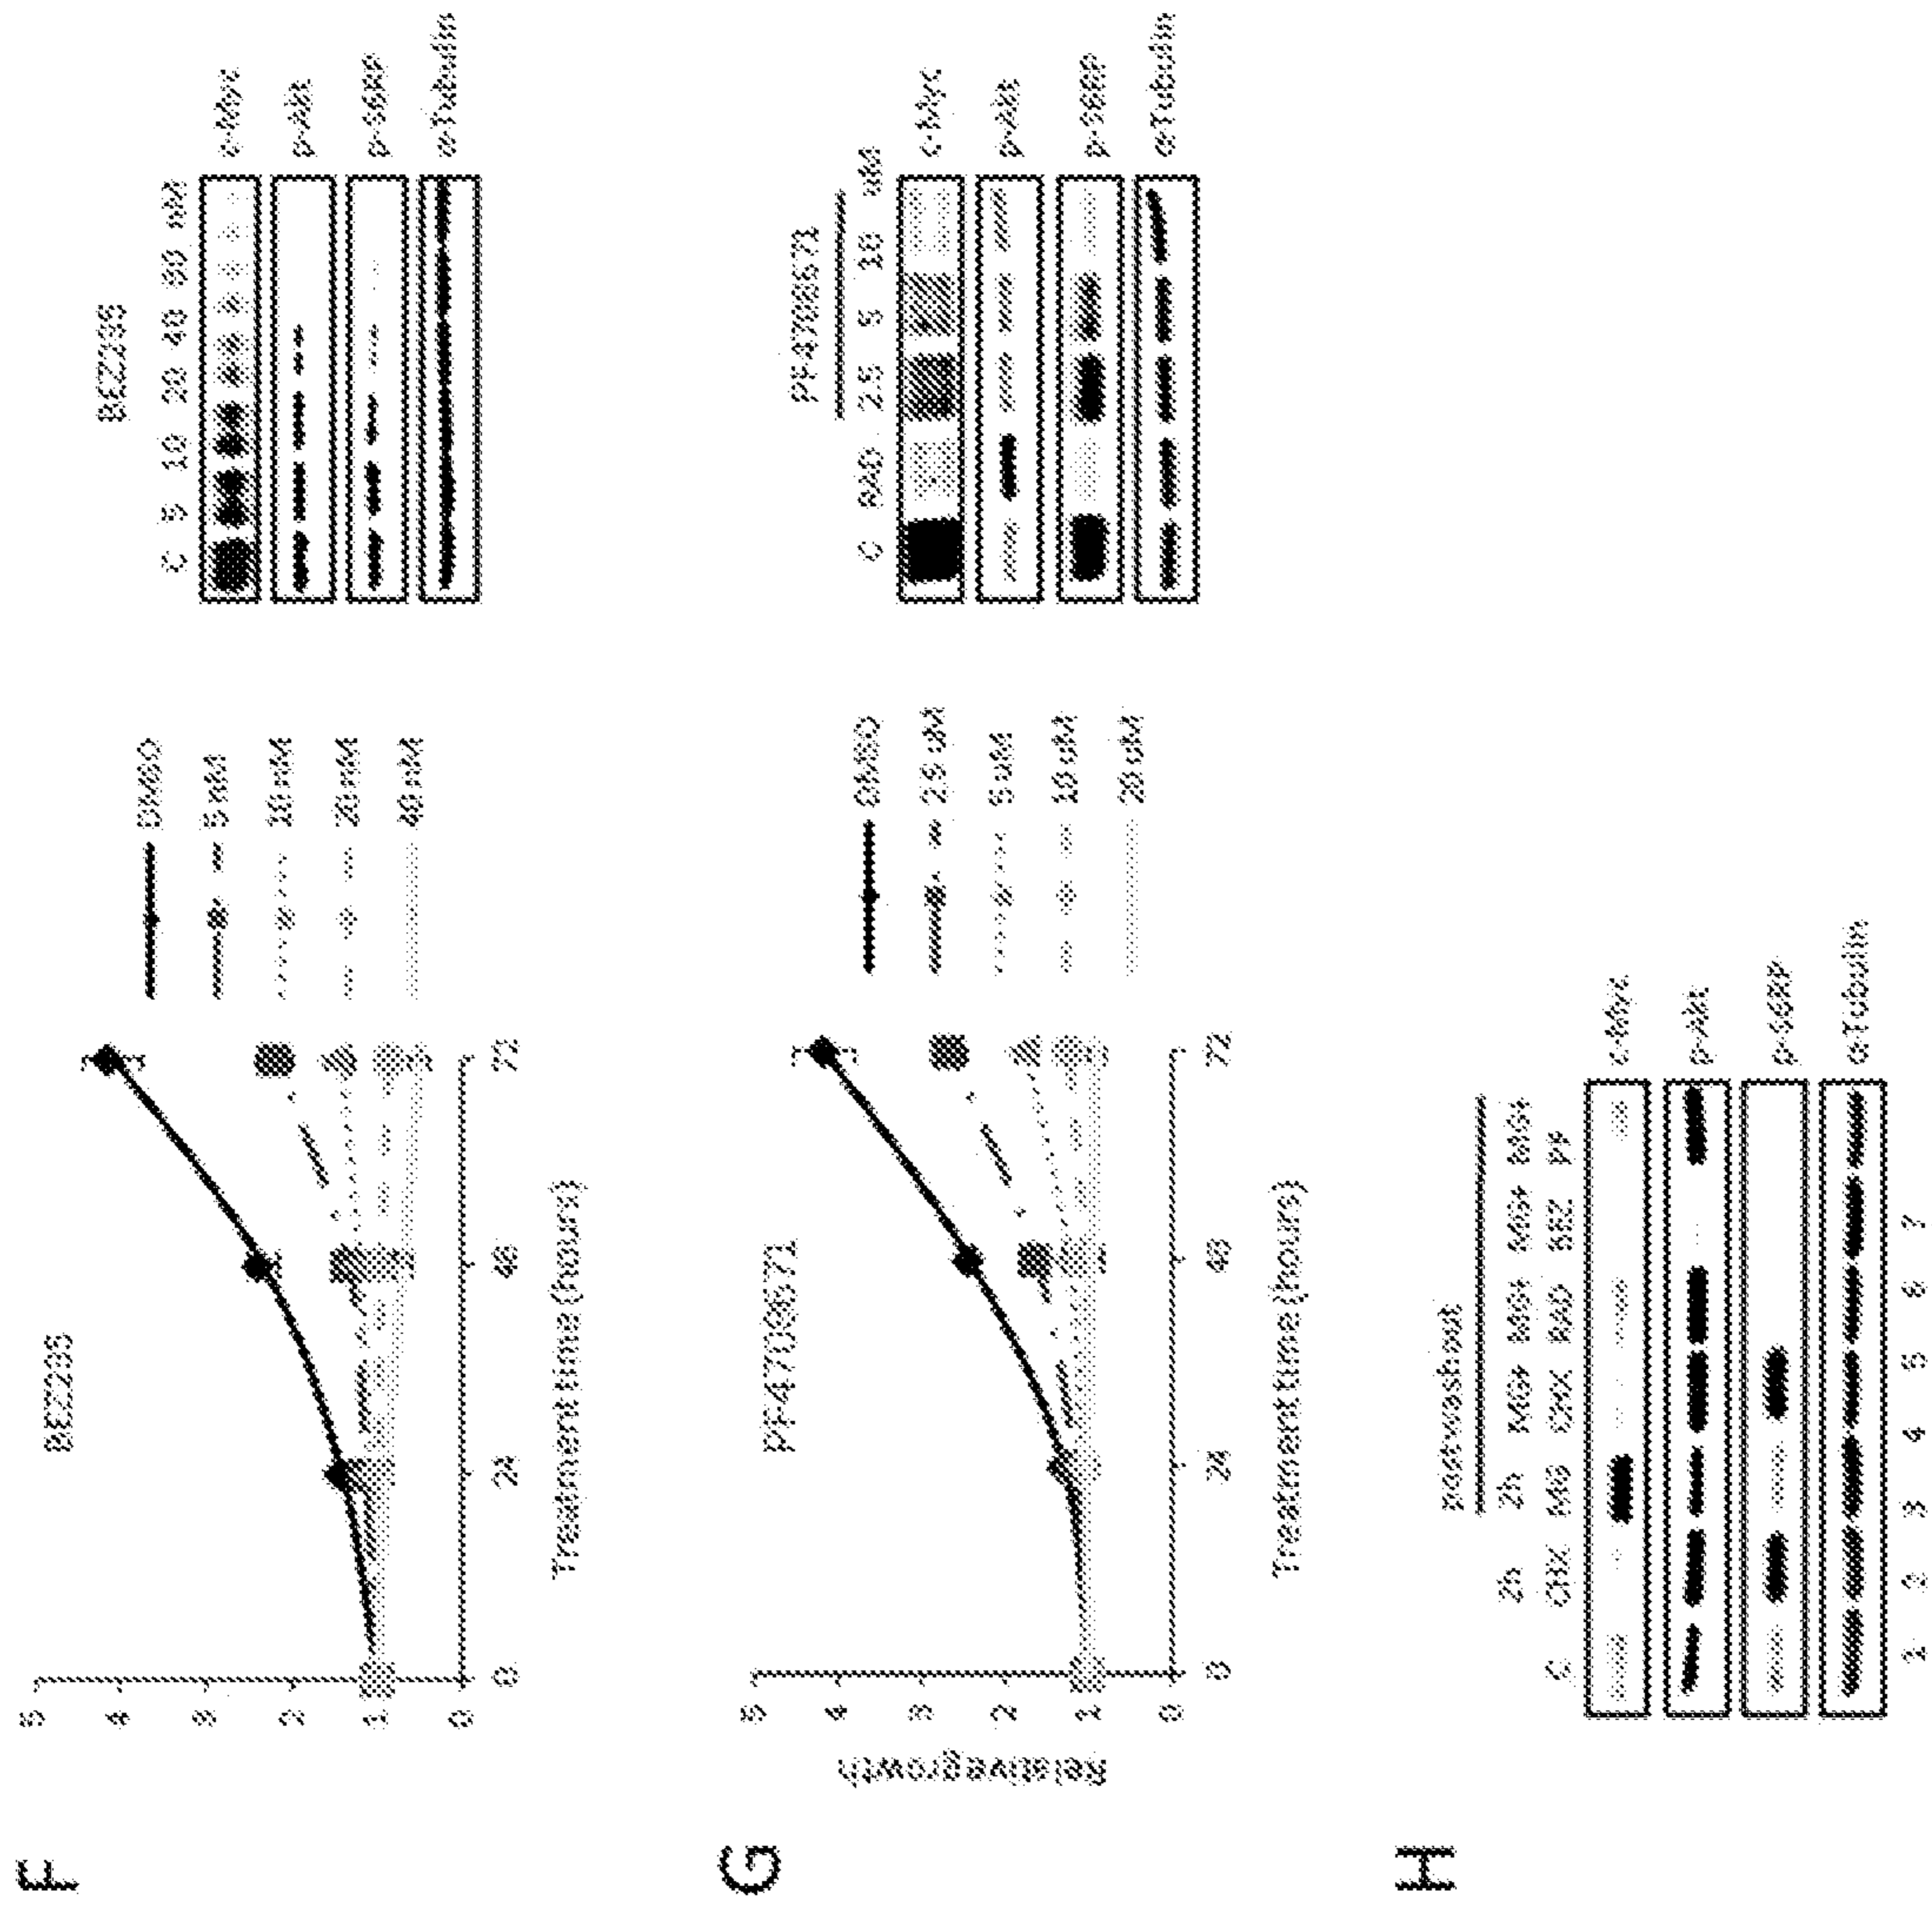 F
BEZ235
5
4
3
2
1
0
0 24 48 72
Treatment time (hours)
DMSO
5 nM
10 nM
20 nM
40 nM
BEZ235
C 5 10 20 40 80 nM
c-Myc
p-Akt
p-S6RP
α-Tubulin
G
PF4708671
Relative growth
5
4
3
2
1
0
0 24 48 72
Treatment time (hours)
DMSO
2.5 uM
5 uM
10 uM
20 uM
PF4708671
C RAD 2.5 5 10 uM
c-Myc
p-Akt
p-S6RP
α-Tubulin
H
postwashout
2h 2h MG+ MG+ MG+ MG+
C CHX MG CHX RAD BEZ PF
c-Myc
p-Akt
p-S6RP
α-Tubulin
1 2 3 4 5 6 7